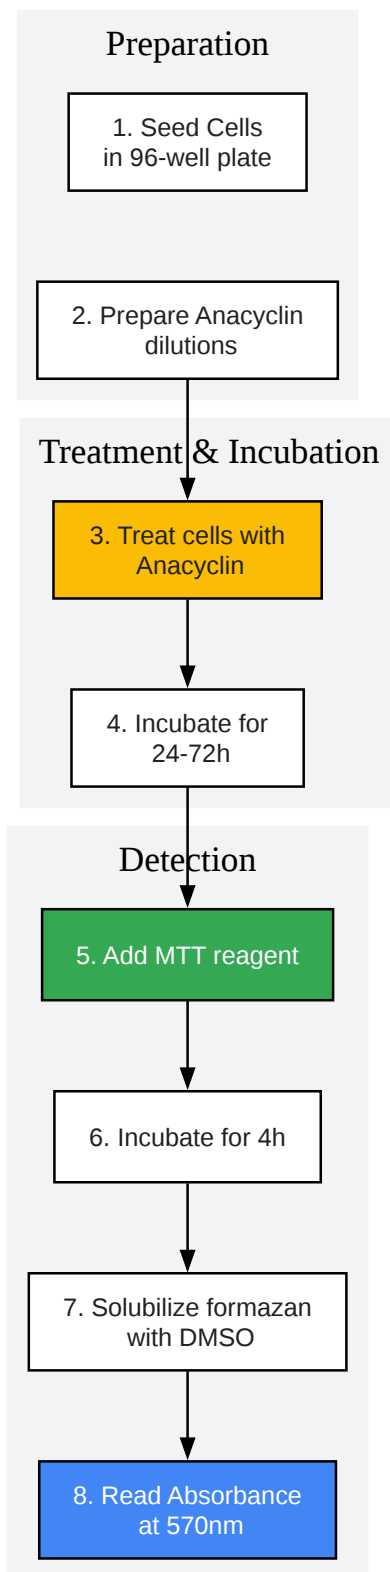 Preparation
1. Seed Cells
in 96-well plate
2. Prepare Anacyclin
dilutions
Treatment & Incubation
3. Treat cells with
Anacyclin
4. Incubate for
24-72h
Detection
5. Add MTT reagent
6. Incubate for 4h
7. Solubilize formazan
with DMSO
8. Read Absorbance
at 570nm